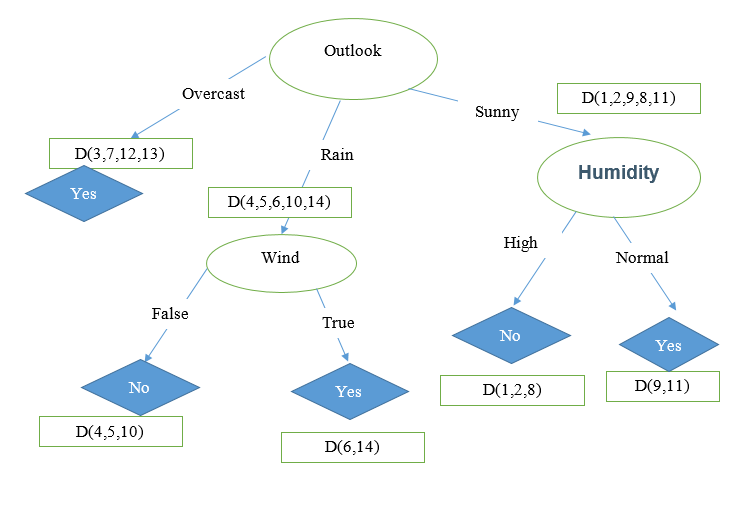 Outlook
Overcast
Sunny
D(1,2,9,8,11)
D(3,7,12,13)
Rain
Yes
Humidity
D(4,5,6,10,14)
Wind
High
Normal
False
True
No
Yes
No
Yes
D(1,2,8)
D(9,11)
D(4,5,10)
D(6,14)